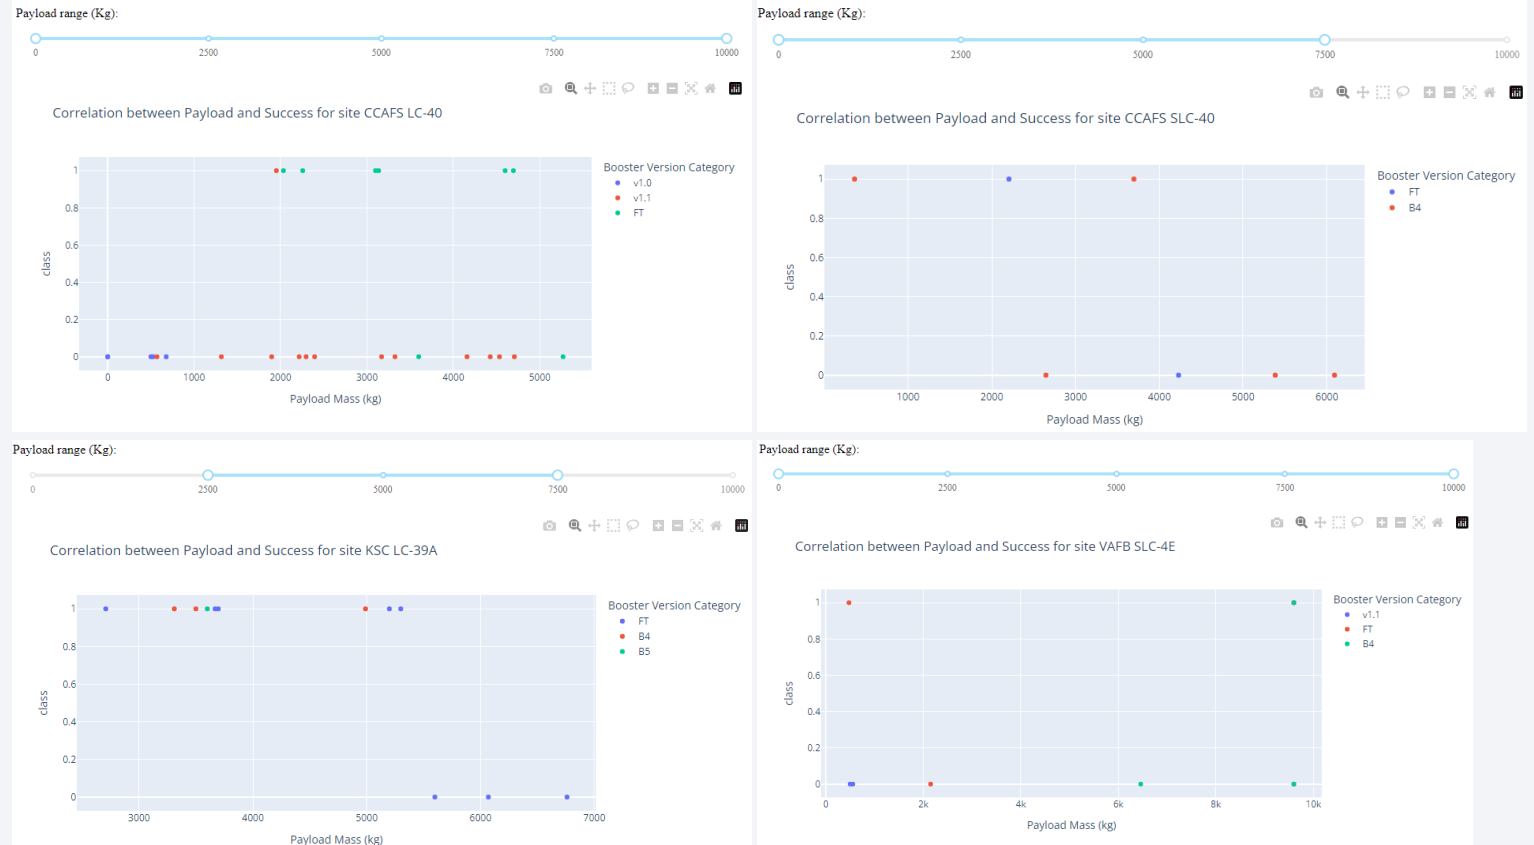 Payload range (Kg):
0 2500 5000 7500 10000
Correlation between Payload and Success for site CCAFS LC-40
Booster Version Category
v1.0
v1.1
FT
1
0.8
0.6
0.4
0.2
0
class
0 1000 2000 3000 4000 5000
Payload Mass (kg)
Payload range (Kg):
0 2500 5000 7500 10000
Correlation between Payload and Success for site CCAFS SLC-40
Booster Version Category
FT
B4
1
0.8
0.6
0.4
0.2
0
class
1000 2000 3000 4000 5000 6000
Payload Mass (kg)
Payload range (Kg):
0 2500 5000 7500 10000
Correlation between Payload and Success for site KSC LC-39A
Booster Version Category
FT
B4
B5
1
0.8
0.6
0.4
0.2
0
class
3000 4000 5000 6000 7000
Payload Mass (kg)
Payload range (Kg):
0 2500 5000 7500 10000
Correlation between Payload and Success for site VAFB SLC-4E
Booster Version Category
v1.1
FT
B4
1
0.8
0.6
0.4
0.2
0
class
0 2k 4k 6k 8k 10k
Payload Mass (kg)